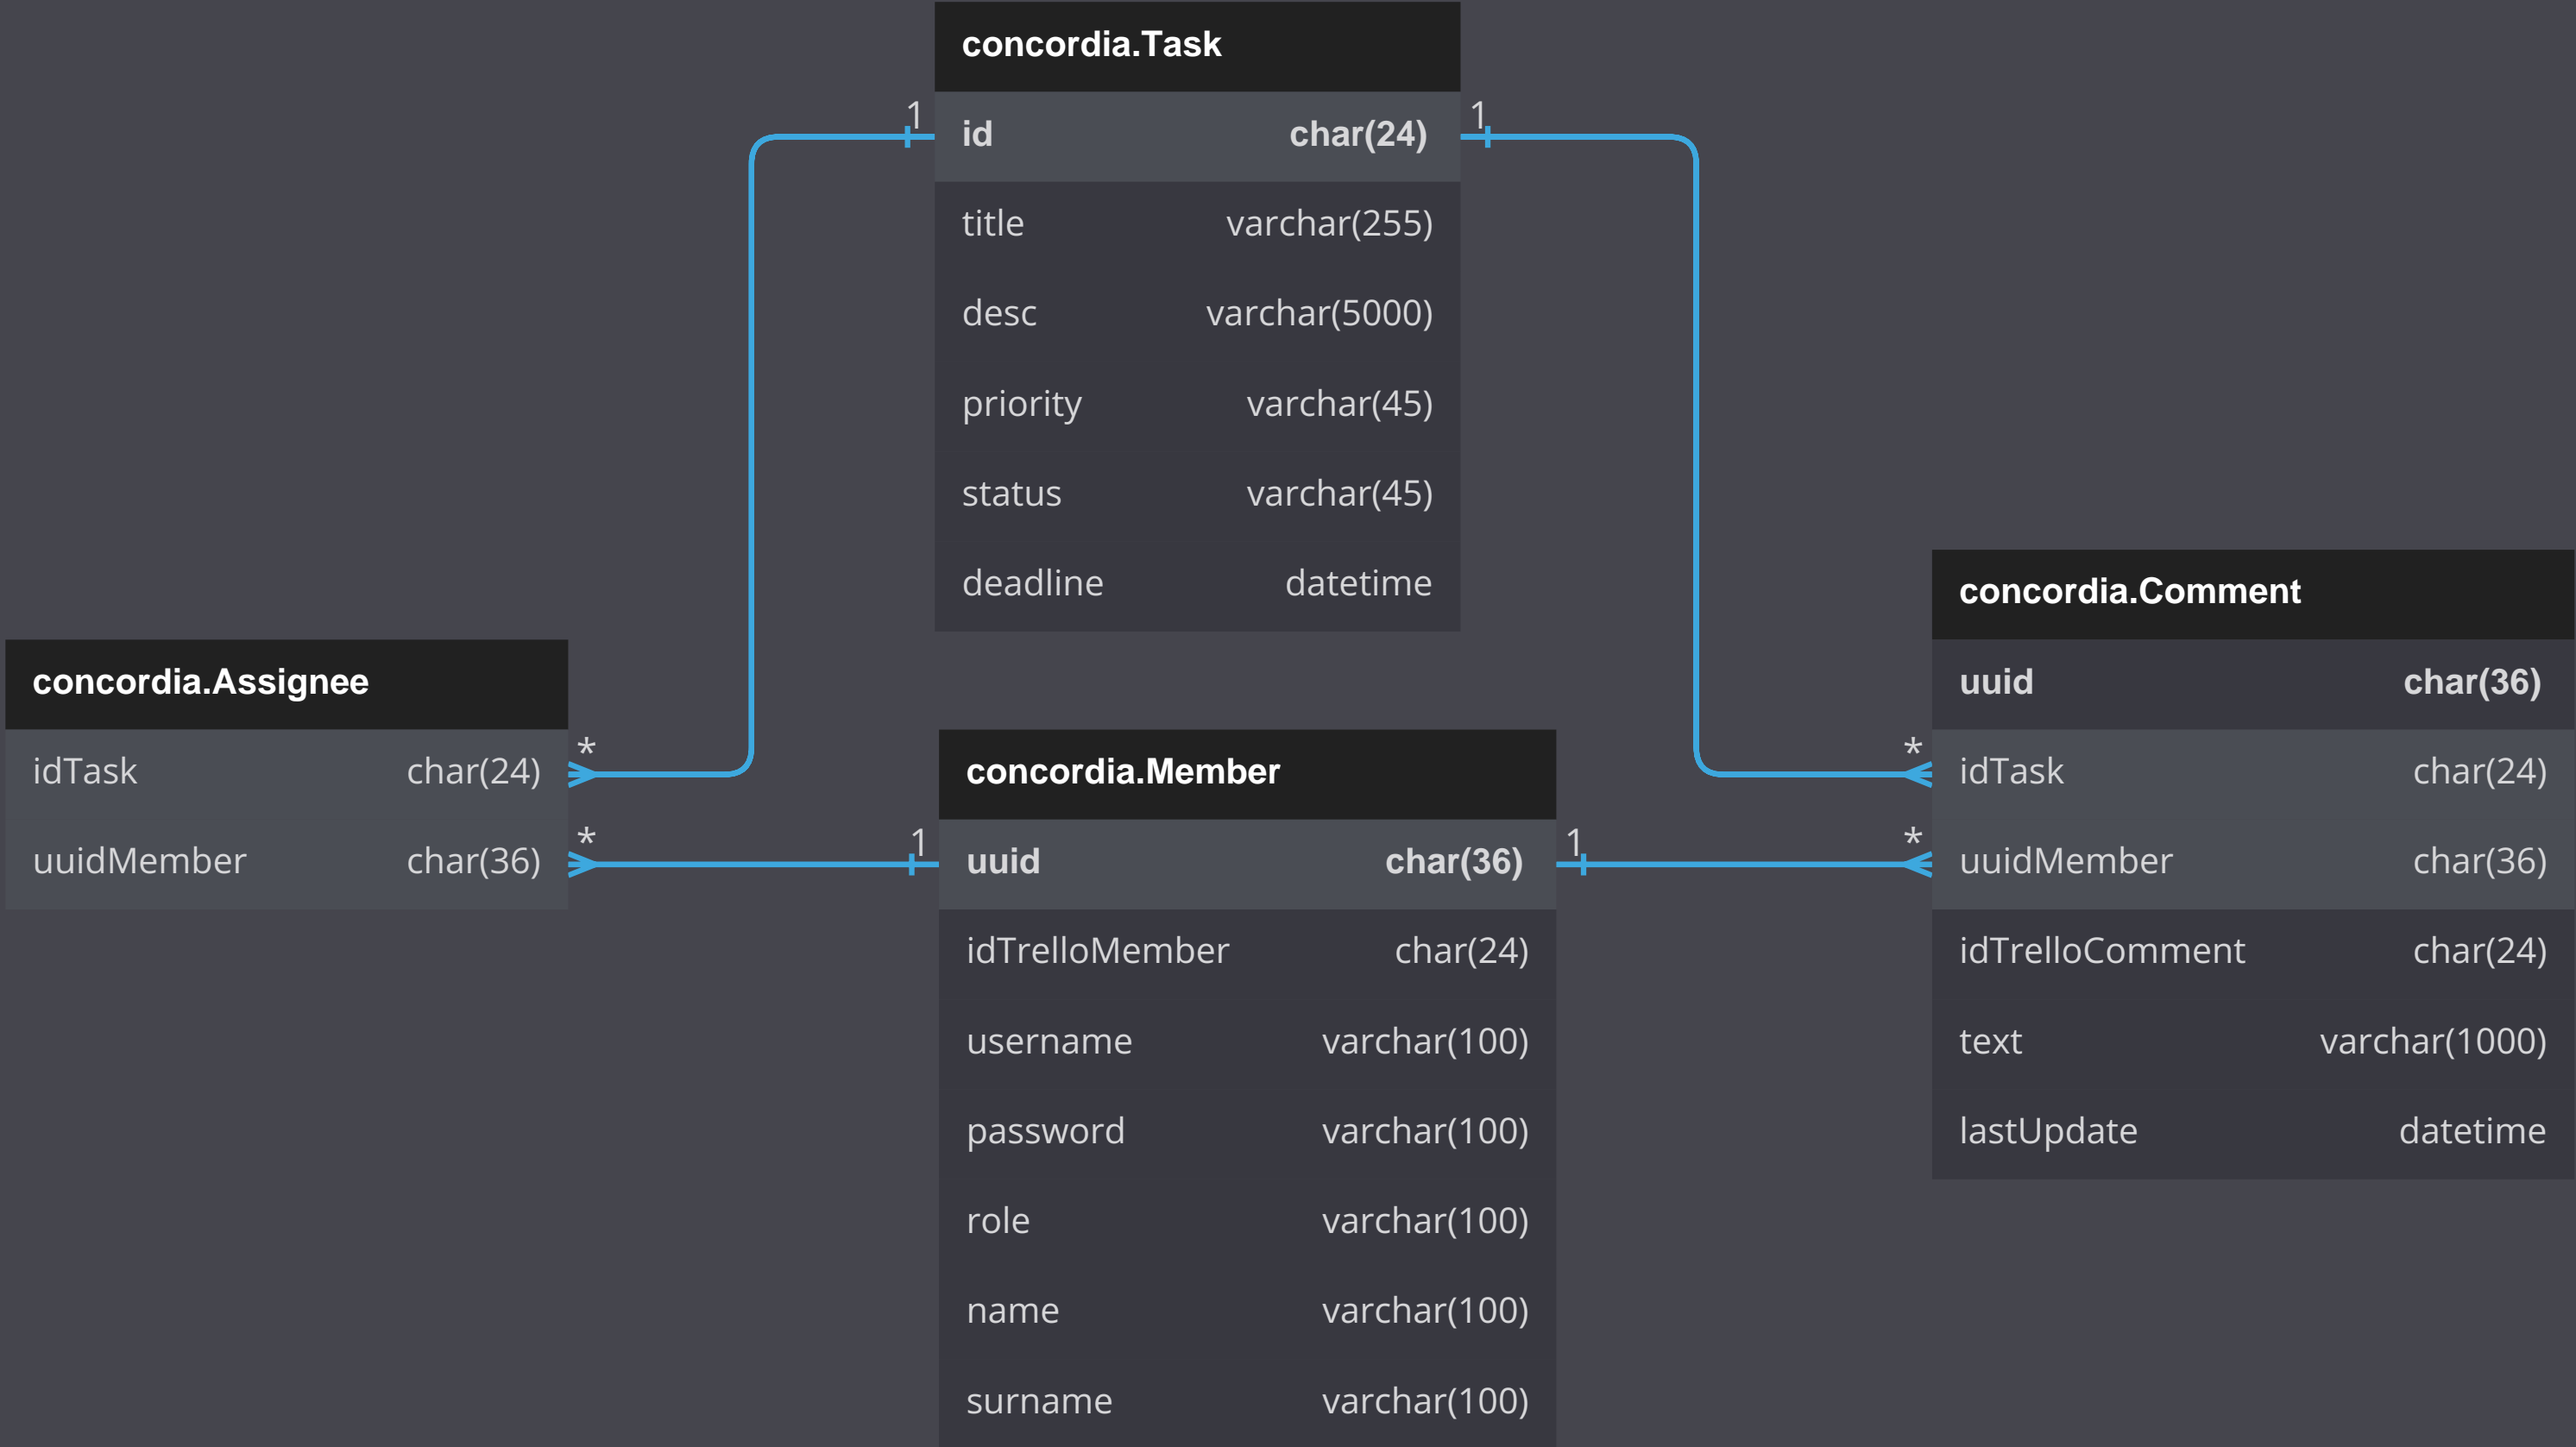 concordia.Task
1 id char(24) 1
title varchar(255)
desc varchar(5000)
priority varchar(45)
status varchar(45)
deadline datetime
concordia.Assignee
idTask char(24) *
uuidMember char(36) *
concordia.Member
1 uuid char(36) 1
idTrelloMember char(24)
username varchar(100)
password varchar(100)
role varchar(100)
name varchar(100)
surname varchar(100)
concordia.Comment
uuid char(36)
* idTask char(24)
* uuidMember char(36)
idTrelloComment char(24)
text varchar(1000)
lastUpdate datetime